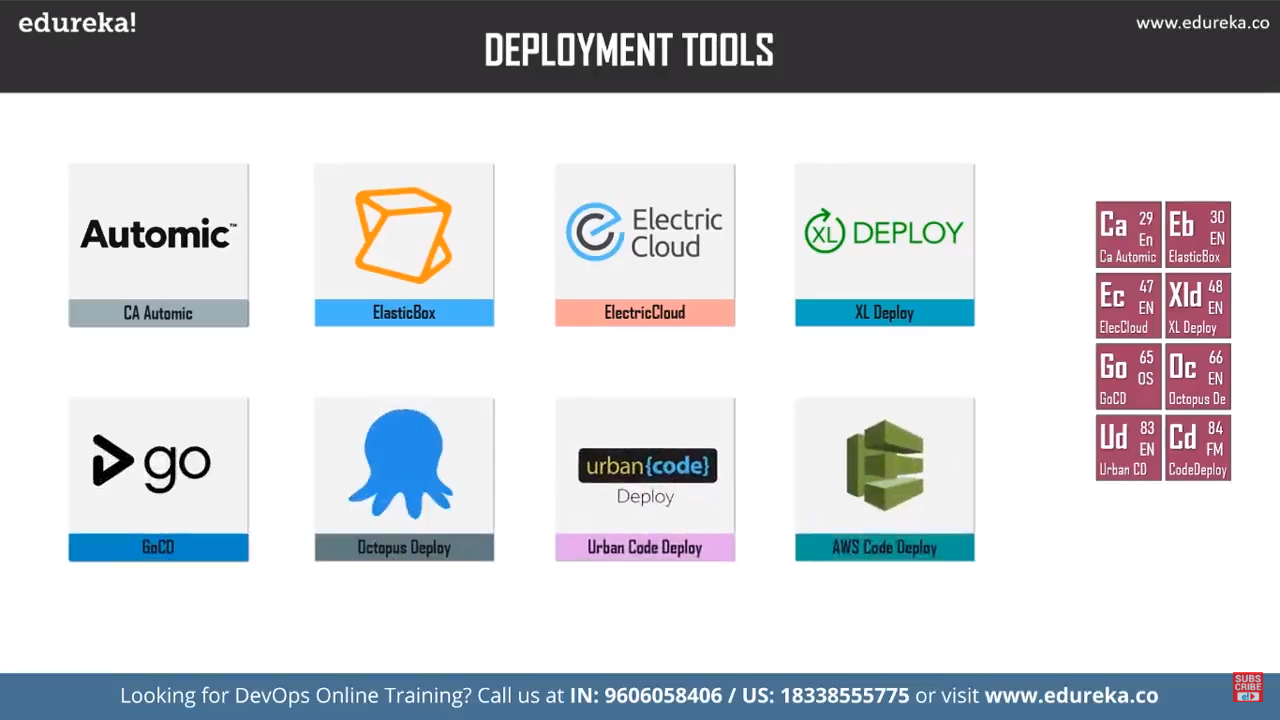 edureka!
www.edureka.co
DEPLOYMENT TOOLS
Automic™
CA Automic
ElasticBox
Electric
Cloud
ElectricCloud
XL DEPLOY
XL Deploy
go
GoCD
Octopus Deploy
urban{code}
Deploy
Urban Code Deploy
AWS Code Deploy
Ca 29
En
Ca Automic
Eb 30
EN
ElasticBox
Ec 47
EN
ElecCloud
Xld 48
EN
XL Deploy
Go 65
OS
GoCD
Oc 66
EN
Octopus De
Ud 83
EN
Urban CD
Cd 84
FM
CodeDeploy
Looking for DevOps Online Training? Call us at IN: 9606058406 / US: 18338555775 or visit www.edureka.co
SUBS
CRIBE
e!